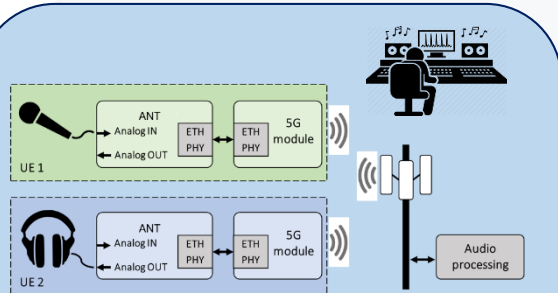 ANT
Analog IN
Analog OUT
ETH
PHY
ETH
PHY
5G
module
UE 1
ANT
Analog IN
Analog OUT
ETH
PHY
ETH
PHY
5G
module
UE 2
Audio
processing